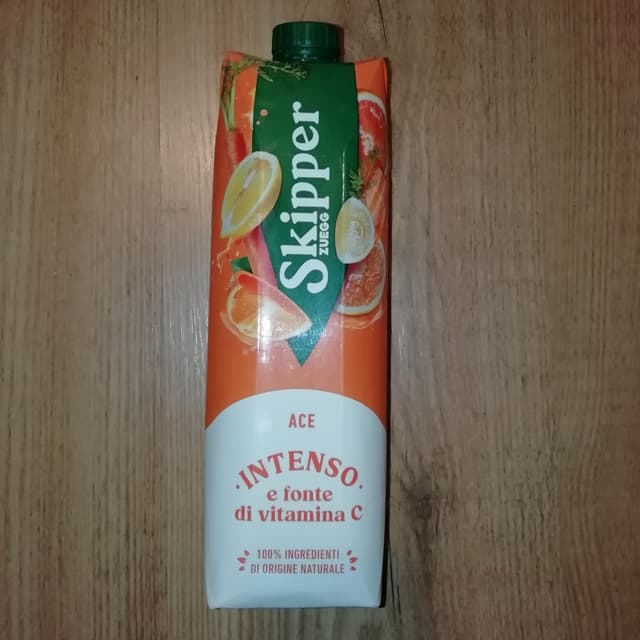 Skipper
ZUEGG
ACE
·INTENSO·
e fonte
di vitamina C
100% INGREDIENTI
DI ORIGINE NATURALE